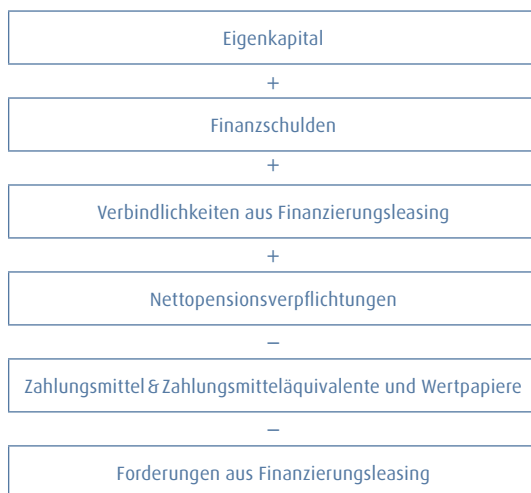 Eigenkapital
+
Finanzschulden
+
Verbindlichkeiten aus Finanzierungsleasing
+
Nettopensionsverpflichtungen
–
Zahlungsmittel & Zahlungsmitteläquivalente und Wertpapiere
–
Forderungen aus Finanzierungsleasing